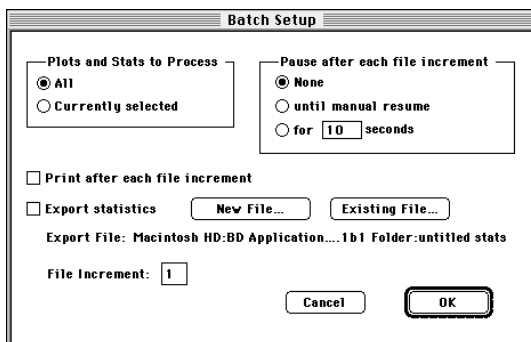 Batch Setup
Plots and Stats to Process
All
Currently selected
Pause after each file increment
None
until manual resume
for 10 seconds
Print after each file increment
Export statistics New File... Existing File...
Export File: Macintosh HD:BD Application....1b1 Folder:untitled stats
File Increment: 1
Cancel OK